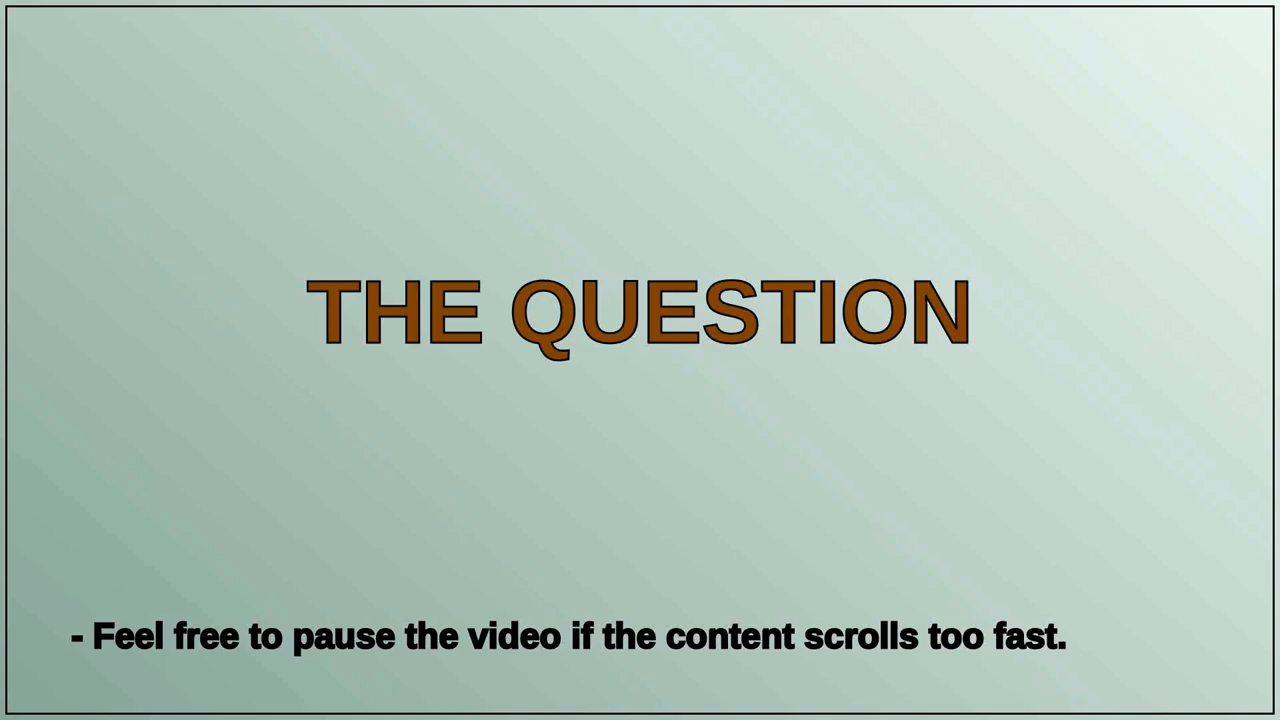 THE QUESTION
- Feel free to pause the video if the content scrolls too fast.